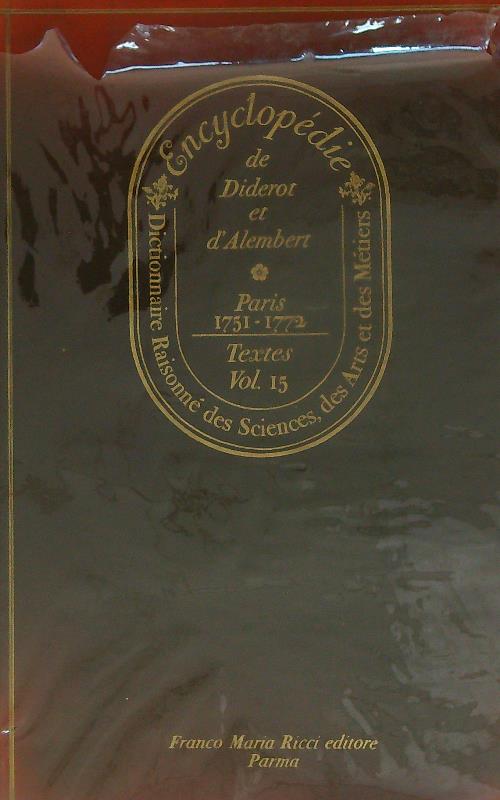 Encyclopédie
de
Diderot
et
d'Alembert
Paris
1751-1772
Textes
Vol. 15
Dictionnaire Raisonné des Sciences, des Arts et des Métiers
Franco Maria Ricci editore
Parma